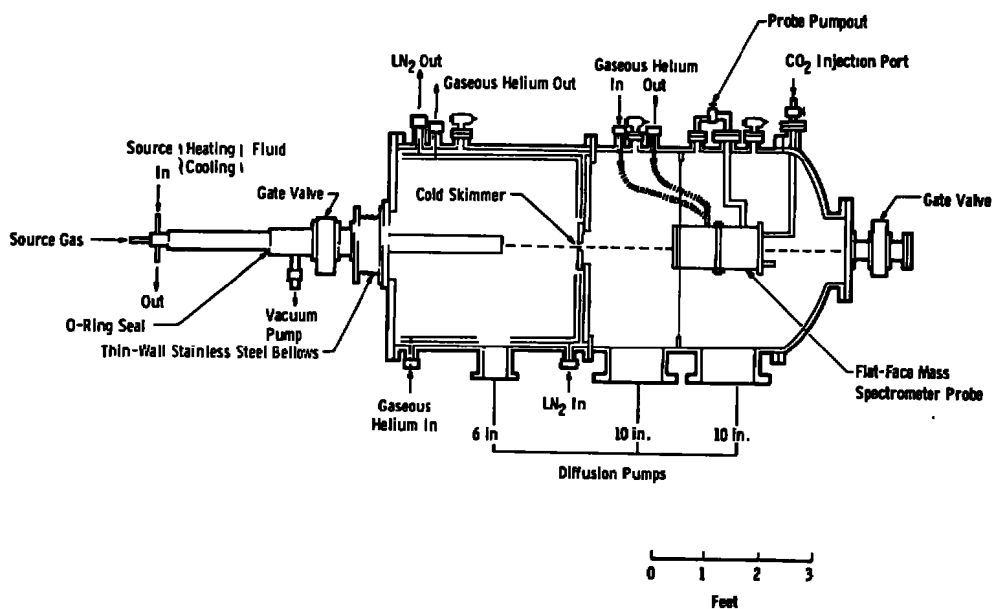 Probe Pumpout
LN2 Out
Gaseous Helium Out
Gaseous Helium
In Out
CO2 Injection Port
Source Heating Fluid
In Cooling
Gate Valve
Cold Skimmer
Gate Valve
Source Gas
Out
O-Ring Seal
Vacuum
Pump
Thin-Wall Stainless Steel Bellows
Gaseous
Helium In
LN2 In
Flat-Face Mass
Spectrometer Probe
6 in
10 in.
10 in.
Diffusion Pumps
0 1 2 3
Feet